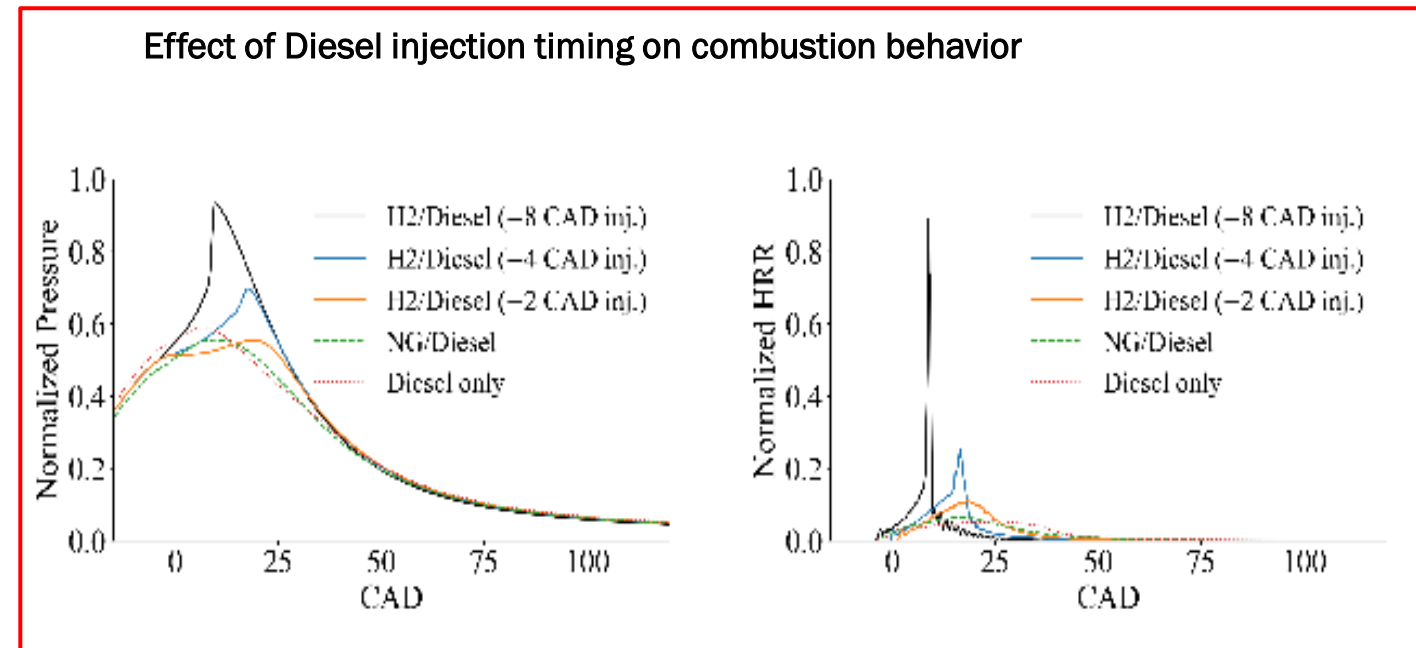 Effect of Diesel injection timing on combustion behavior
Normalized Pressure
1.0
0.8
0.6
0.4
0.2
0.0
0
25
50
75
100
CAD
H2/Diesel (−8 CAD inj.)
H2/Diesel (−4 CAD inj.)
H2/Diesel (−2 CAD inj.)
NG/Diesel
Diesel only
Normalized HRR
1.0
0.8
0.6
0.4
0.2
0.0
0
25
50
75
100
CAD
H2/Diesel (−8 CAD inj.)
H2/Diesel (−4 CAD inj.)
H2/Diesel (−2 CAD inj.)
NG/Diesel
Diesel only